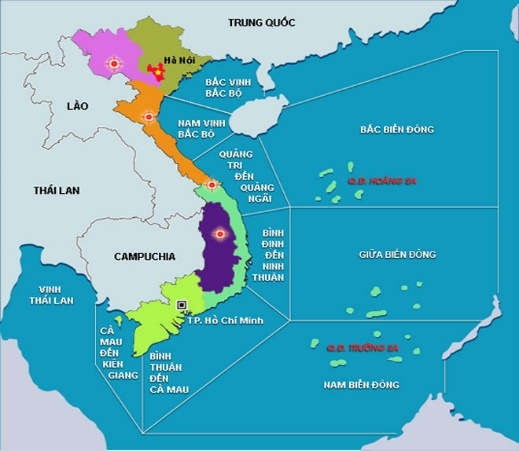 TRUNG QUỐC
Hà Nội
BẮC VỊNH
BẮC BỘ
LÀO
NAM VỊNH
BẮC BỘ
BẮC BIỂN ĐÔNG
QUẢNG
TRỊ
ĐẾN
QUÃNG
NGÃI
Q.Đ. HOÀNG SA
THÁI LAN
BÌNH
ĐỊNH
ĐẾN
NINH
THUẬN
CAMPUCHIA
GIỮA BIỂN ĐÔNG
VỊNH
THÁI LAN
TP. Hồ Chí Minh
CÀ
MAU
ĐẾN
KIÊN
GIANG
BÌNH
THUẬN
ĐẾN
CÀ MAU
Q.Đ. TRƯỜNG SA
NAM BIỂN ĐÔNG